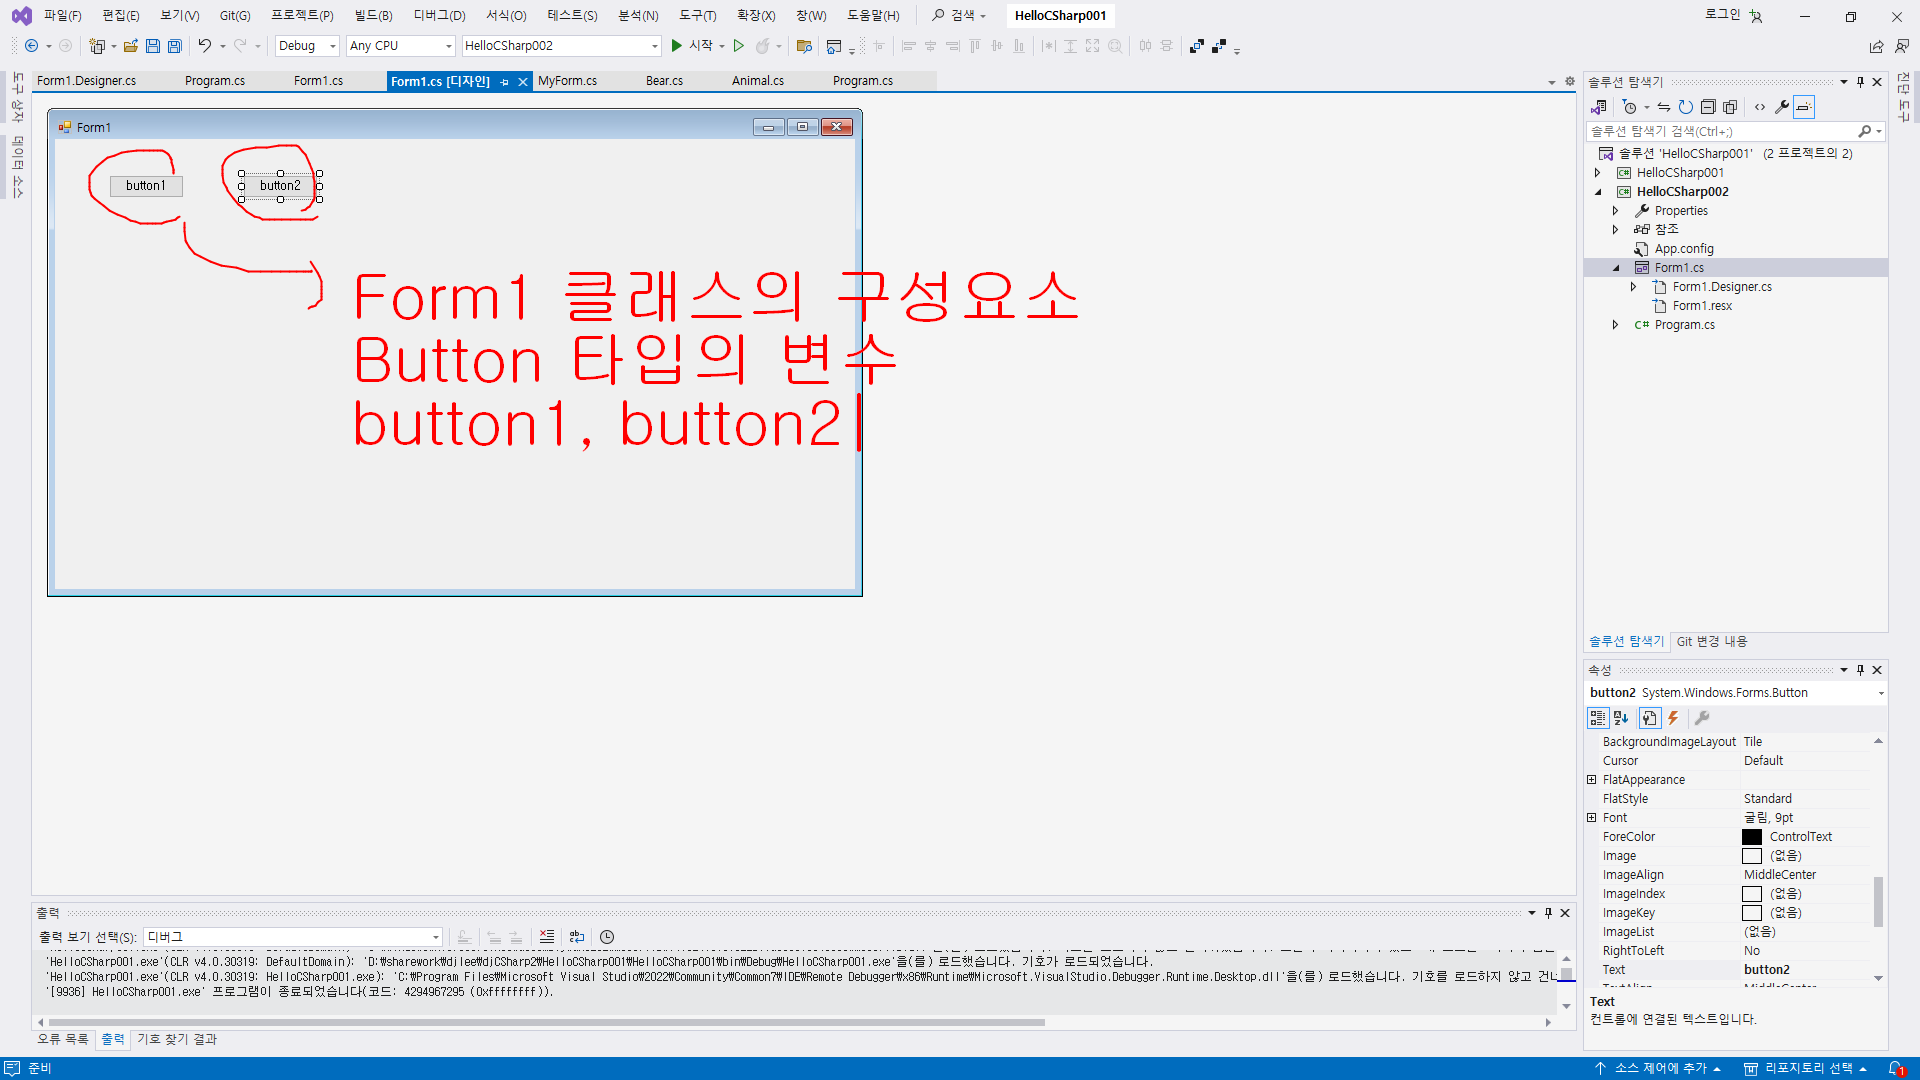 파일(F) 편집(E) 보기(V) Git(G) 프로젝트(P) 빌드(B) 디버그(D) 서식(O) 테스트(S) 분석(N) 도구(T) 확장(X) 창(W) 도움말(H) 검색 HelloCSharp001 로그인
Debug Any CPU HelloCSharp002 시작
도구 상자
데이터 소스
Form1.Designer.cs Program.cs Form1.cs Form1.cs [디자인] MyForm.cs Bear.cs Animal.cs Program.cs
Form1
button1 button2
Form1 클래스의 구성요소
Button 타입의 변수
button1, button2
솔루션 탐색기
솔루션 탐색기 검색(Ctrl+;)
솔루션 'HelloCSharp001' (2 프로젝트의 2)
HelloCSharp001
HelloCSharp002
Properties
참조
App.config
Form1.cs
Form1.Designer.cs
Form1.resx
Program.cs
진단 도구
솔루션 탐색기 Git 변경 내용
속성
button2 System.Windows.Forms.Button
BackgroundImageLayout Tile
Cursor Default
FlatAppearance
FlatStyle Standard
Font 굴림, 9pt
ForeColor ControlText
Image (없음)
ImageAlign MiddleCenter
ImageIndex (없음)
ImageKey (없음)
ImageList (없음)
RightToLeft No
Text button2
TextAlign MiddleCenter
Text
컨트롤에 연결된 텍스트입니다.
출력
출력 보기 선택(S): 디버그
'HelloCSharp001.exe'(CLR v4.0.30319: DefaultDomain): 'D:₩sharework₩djlee₩djCSharp2₩HelloCSharp001₩HelloCSharp001₩bin₩Debug₩HelloCSharp001.exe'을(를) 로드했습니다. 기호가 로드되었습니다.
'HelloCSharp001.exe'(CLR v4.0.30319: HelloCSharp001.exe): 'C:₩Program Files₩Microsoft Visual Studio₩2022₩Community₩Common7₩IDE₩Remote Debugger₩x86₩Runtime₩Microsoft.VisualStudio.Debugger.Runtime.Desktop.dll'을(를) 로드했습니다. 기호를 로드하지 않고 건너
'[9936] HelloCSharp001.exe' 프로그램이 종료되었습니다(코드: 4294967295 (0xffffffff)).
오류 목록 출력 기호 찾기 결과
준비 소스 제어에 추가 리포지토리 선택 1